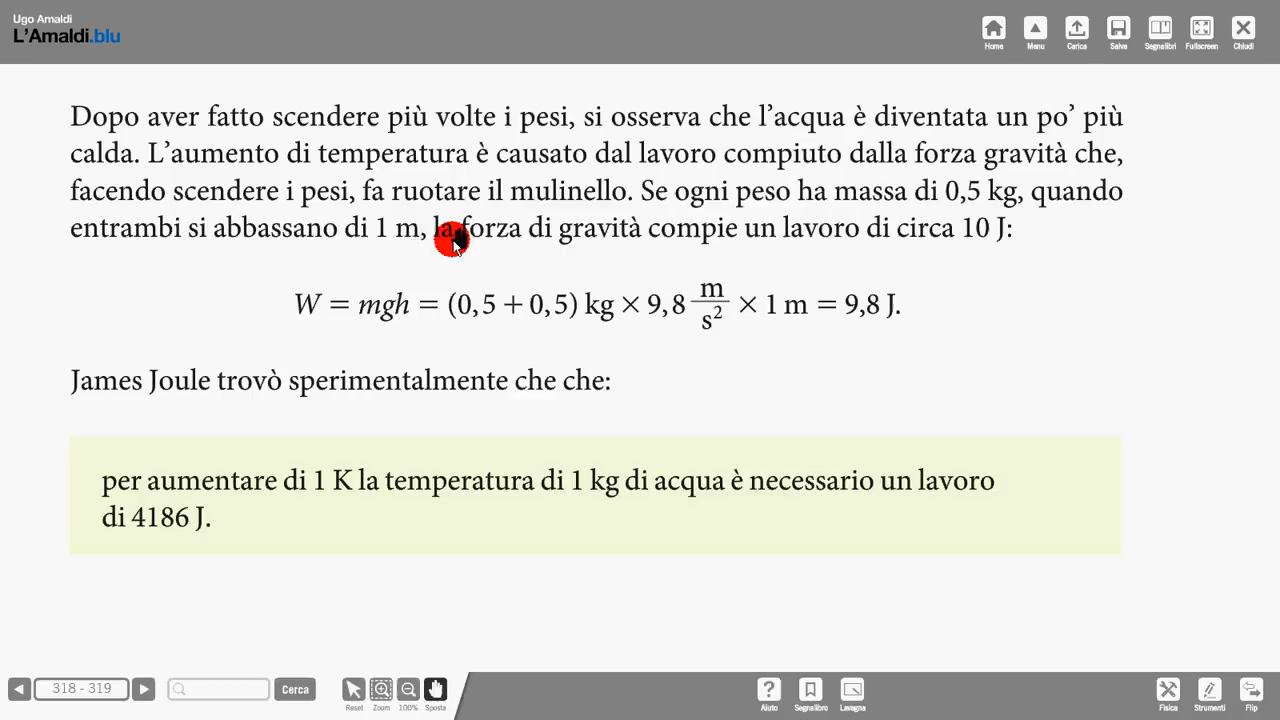 Ugo Amaldi
L'Amaldi.blu
Home Menu Carica Salva Segnalibri Fullscreen Chiudi
Dopo aver fatto scendere più volte i pesi, si osserva che l'acqua è diventata un po' più
calda. L'aumento di temperatura è causato dal lavoro compiuto dalla forza gravità che,
facendo scendere i pesi, fa ruotare il mulinello. Se ogni peso ha massa di 0,5 kg, quando
entrambi si abbassano di 1 m, la forza di gravità compie un lavoro di circa 10 J:
W = mgh = (0,5 + 0,5) kg × 9,8 m/s² × 1 m = 9,8 J.
James Joule trovò sperimentalmente che che:
per aumentare di 1 K la temperatura di 1 kg di acqua è necessario un lavoro
di 4186 J.
318 - 319 Cerca Reset Zoom 100% Sposta Aiuto Segnalibro Lavagna Fisica Strumenti Flip